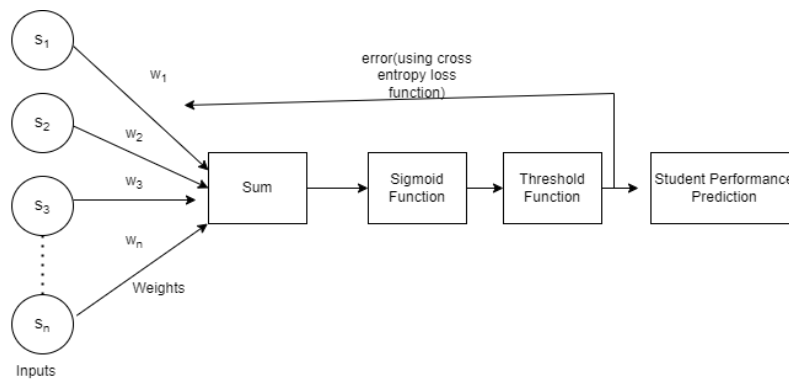 S1
error(using cross
entropy loss
function)
w1
S2
w2
w3
Sum
Sigmoid
Function
Threshold
Function
Student Performance
Prediction
S3
wn
Weights
Sn
Inputs